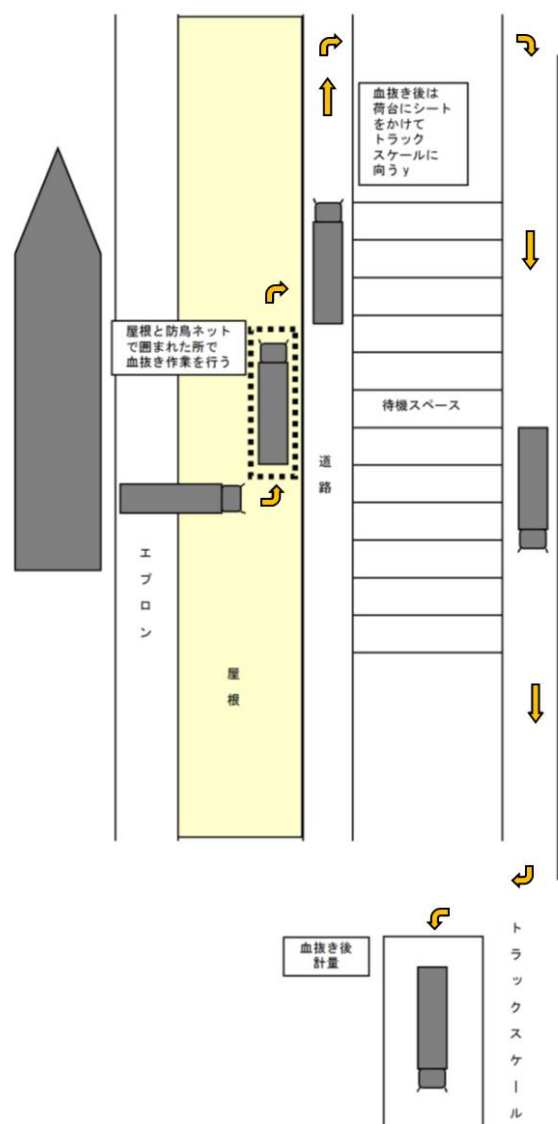 血抜き後は
荷台にシート
をかけて
トラック
スケールに
向うｙ
屋根と防鳥ネット
で囲まれた所で
血抜き作業を行う
待機スペース
道路
エプロン
屋根
血抜き後
計量
トラックスケール